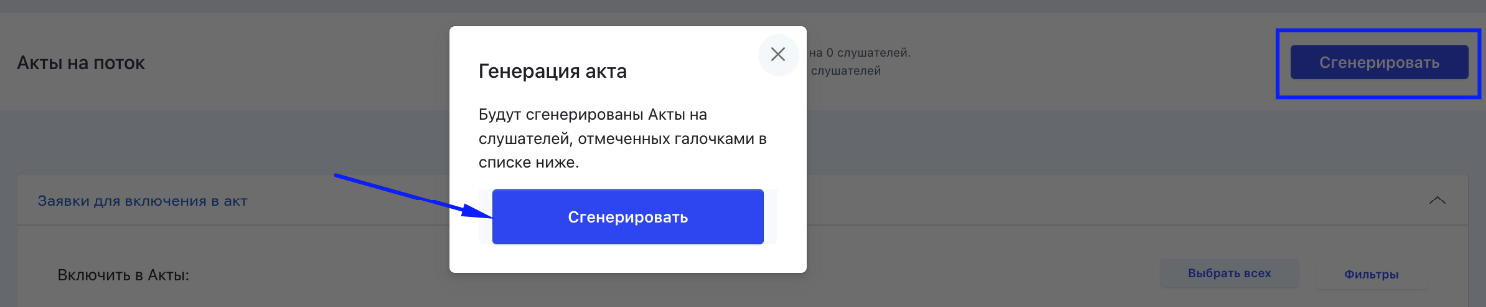 Акты на поток
на 0 слушателей.
слушателей
Сгенерировать
Генерация акта
Будут сгенерированы Акты на
слушателей, отмеченных галочками в
списке ниже.
Сгенерировать
Заявки для включения в акт
Включить в Акты:
Выбрать всех
Фильтры